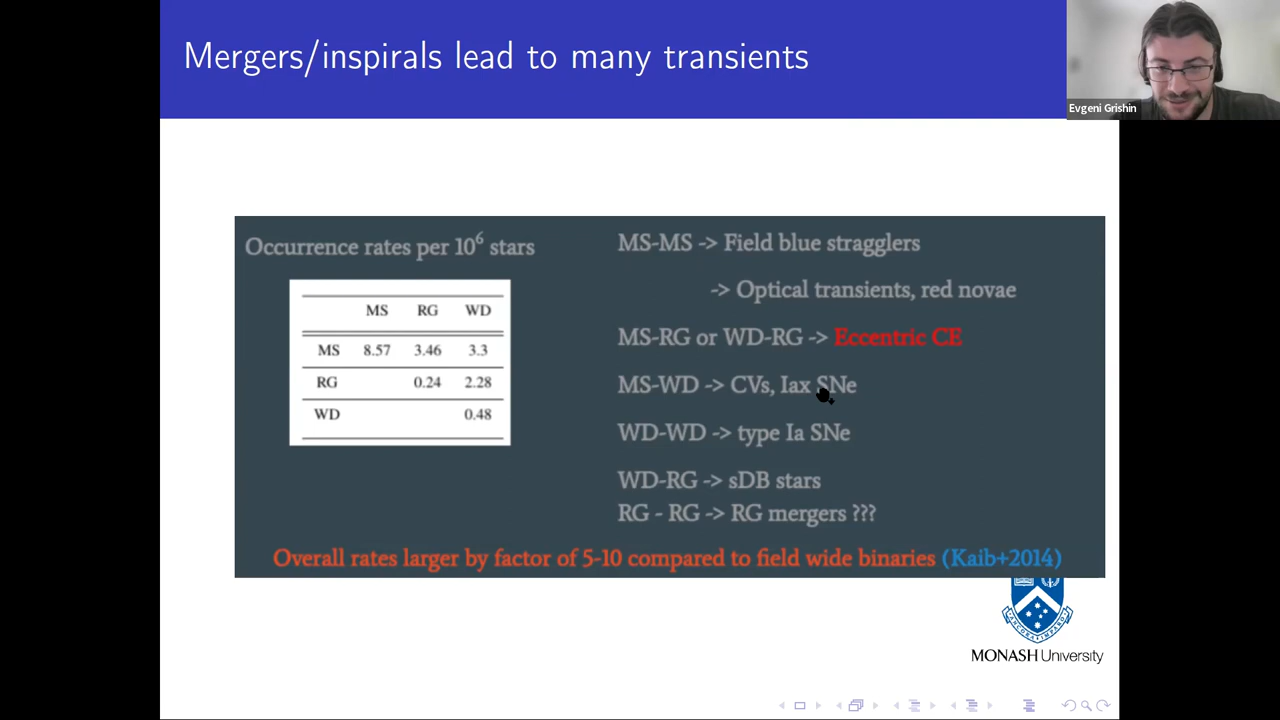 Mergers/inspirals lead to many transients
Evgeni Grishin
Occurrence rates per 10⁶ stars
MS RG WD
MS 8.57 3.46 3.3
RG 0.24 2.28
WD 0.48
MS-MS -> Field blue stragglers
-> Optical transients, red novae
MS-RG or WD-RG -> Eccentric CE
MS-WD -> CVs, Iax SNe
WD-WD -> type Ia SNe
WD-RG -> sDB stars
RG - RG -> RG mergers ???
Overall rates larger by factor of 5-10 compared to field wide binaries (Kaib+2014)
ANCORA IMPARO
MONASH University